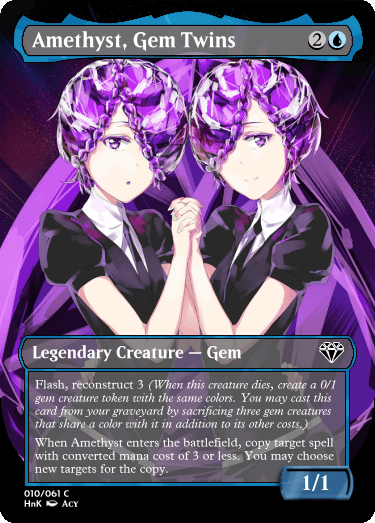 Amethyst, Gem Twins 2
Legendary Creature — Gem
Flash, reconstruct 3 (When this creature dies, create a 0/1
gem creature token with the same colors. You may cast
this card from your graveyard by sacrificing three gem creatures
that share a color with it in addition to its other costs.)
When Amethyst enters the battlefield, copy target spell
with converted mana cost of 3 or less. You may choose
new targets for the copy.
1/1
010/061 C
HnK Acy